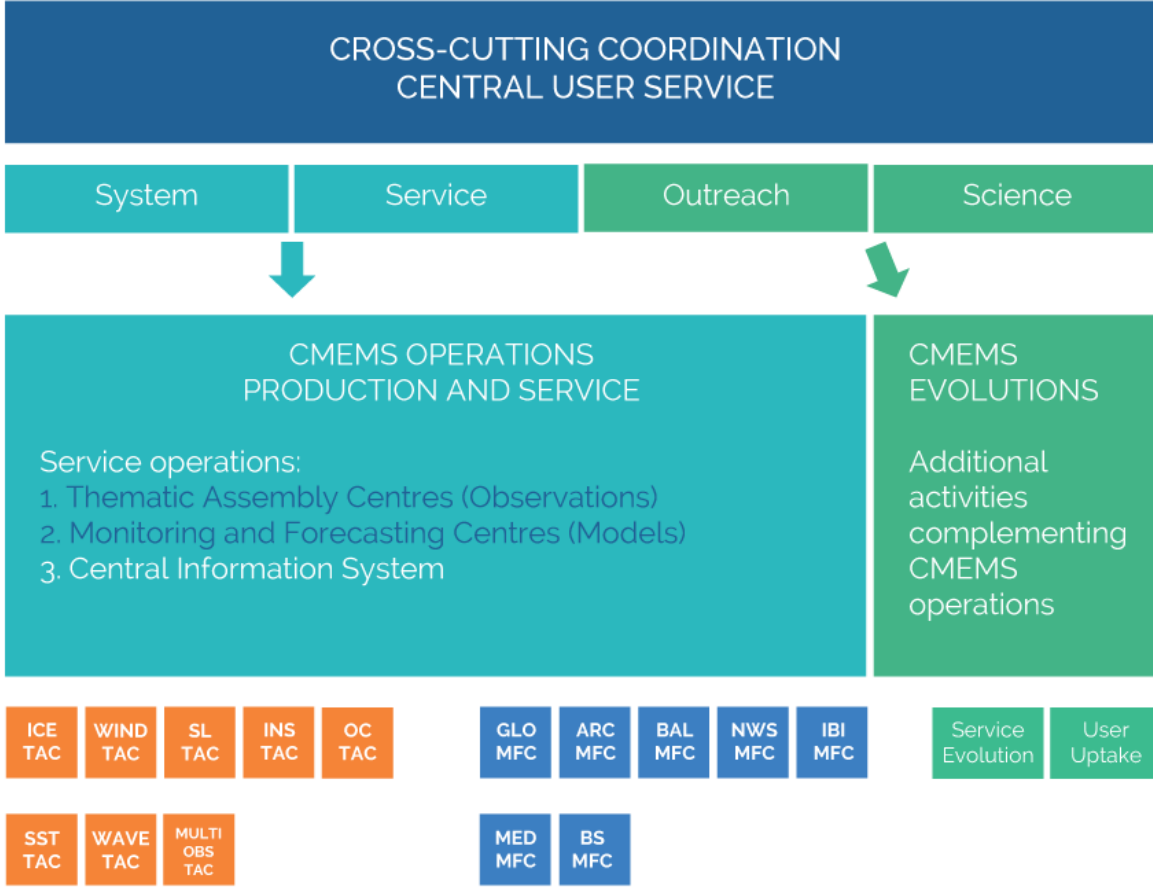 CROSS-CUTTING COORDINATION
CENTRAL USER SERVICE
System
Service
Outreach
Science
CMEMS OPERATIONS
PRODUCTION AND SERVICE
Service operations:
1. Thematic Assembly Centres (Observations)
2. Monitoring and Forecasting Centres (Models)
3. Central Information System
CMEMS
EVOLUTIONS
Additional
activities
complementing
CMEMS
operations
ICE
TAC
WIND
TAC
SL
TAC
INS
TAC
OC
TAC
GLO
MFC
ARC
MFC
BAL
MFC
NWS
MFC
IBI
MFC
Service
Evolution
User
Uptake
SST
TAC
WAVE
TAC
MULTI
OBS
TAC
MED
MFC
BS
MFC